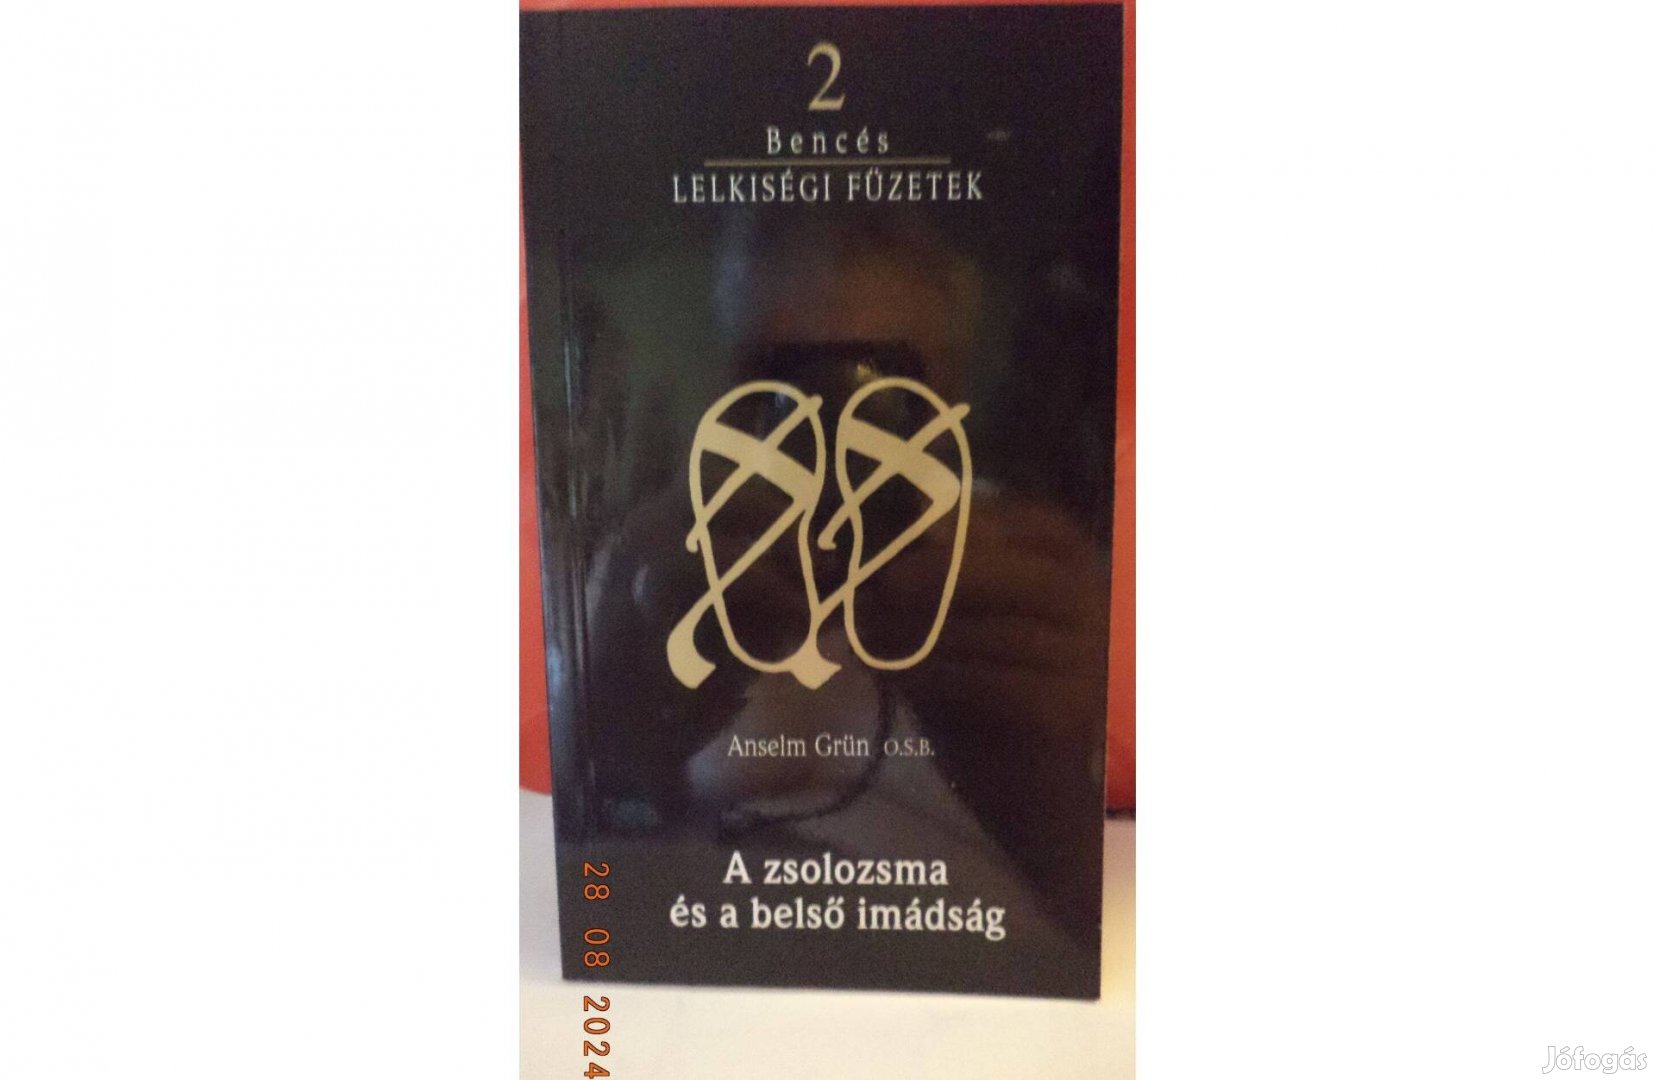 2
Bencés
LELKISÉGI FÜZETEK
Anselm Grün O.S.B.
A zsolozsma
és a belső imádság
28 08 2024
Jófogás